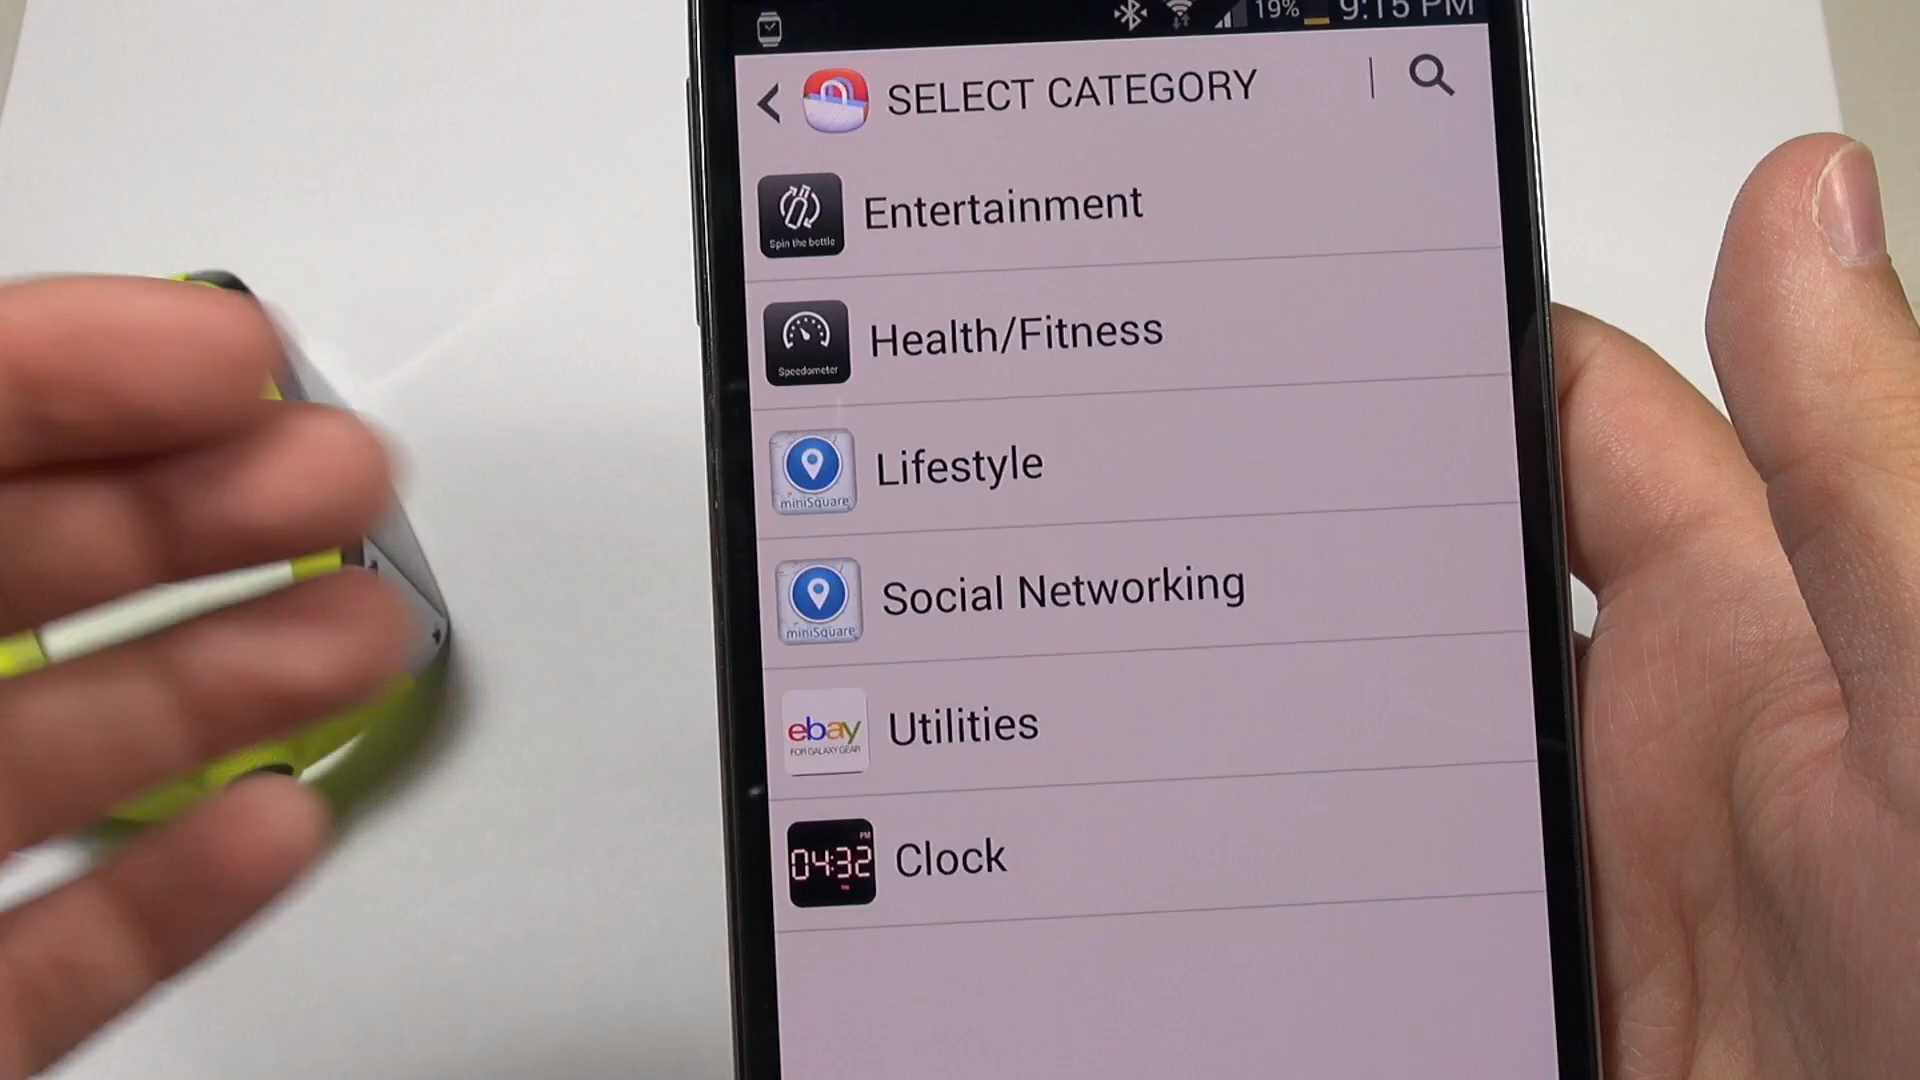 19% 9:15 PM
SELECT CATEGORY
Spin the bottle
Entertainment
Speedometer
Health/Fitness
miniSquare
Lifestyle
miniSquare
Social Networking
ebay
FOR GALAXY GEAR
Utilities
PM
04:32
Clock